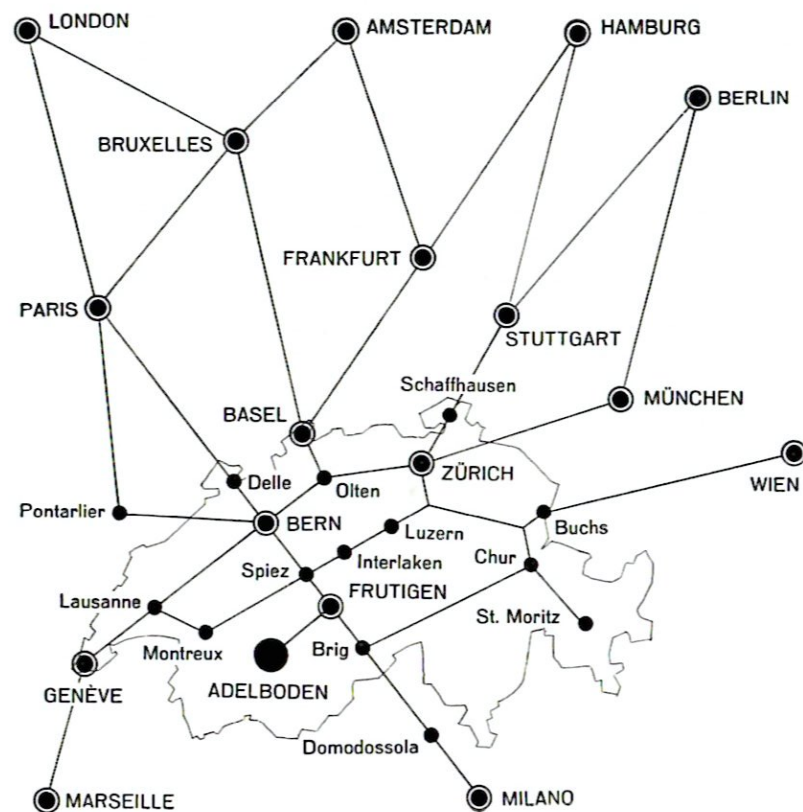 LONDON
AMSTERDAM
HAMBURG
BERLIN
BRUXELLES
FRANKFURT
PARIS
STUTTGART
Schaffhausen
MÜNCHEN
BASEL
ZÜRICH
WIEN
Delle
Olten
Pontarlier
BERN
Luzern
Buchs
Interlaken
Chur
Spiez
FRUTIGEN
Lausanne
St. Moritz
Montreux
Brig
GENÈVE
ADELBODEN
Domodossola
MARSEILLE
MILANO